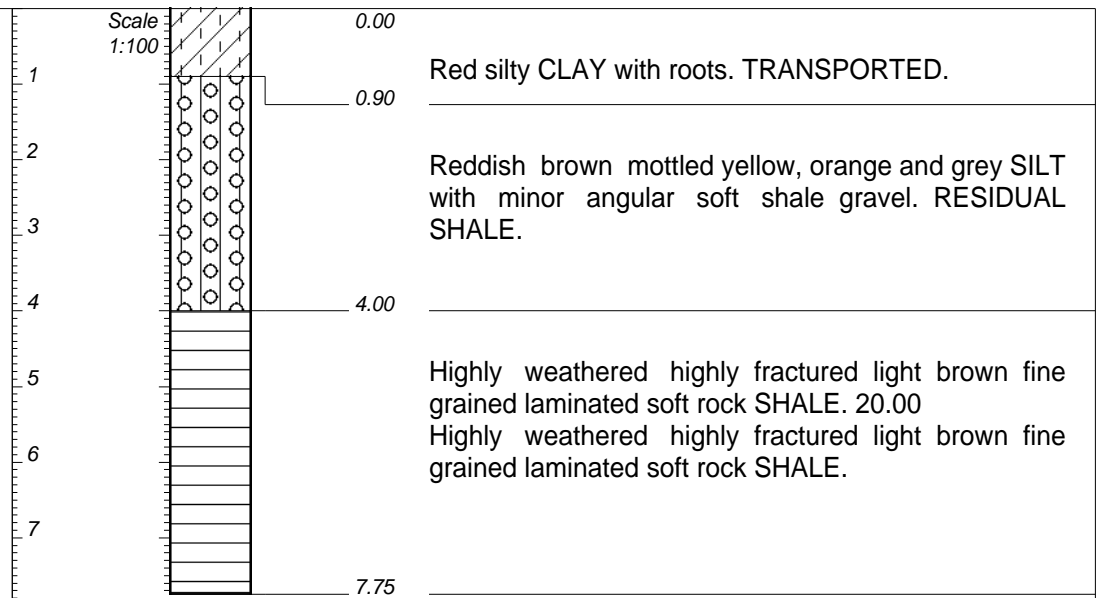 Scale
1:100
0.00
Red silty CLAY with roots. TRANSPORTED.
1
0.90
2
Reddish brown mottled yellow, orange and grey SILT
with minor angular soft shale gravel. RESIDUAL
SHALE.
3
4
4.00
Highly weathered highly fractured light brown fine
grained laminated soft rock SHALE. 20.00
Highly weathered highly fractured light brown fine
grained laminated soft rock SHALE.
5
6
7
7.75